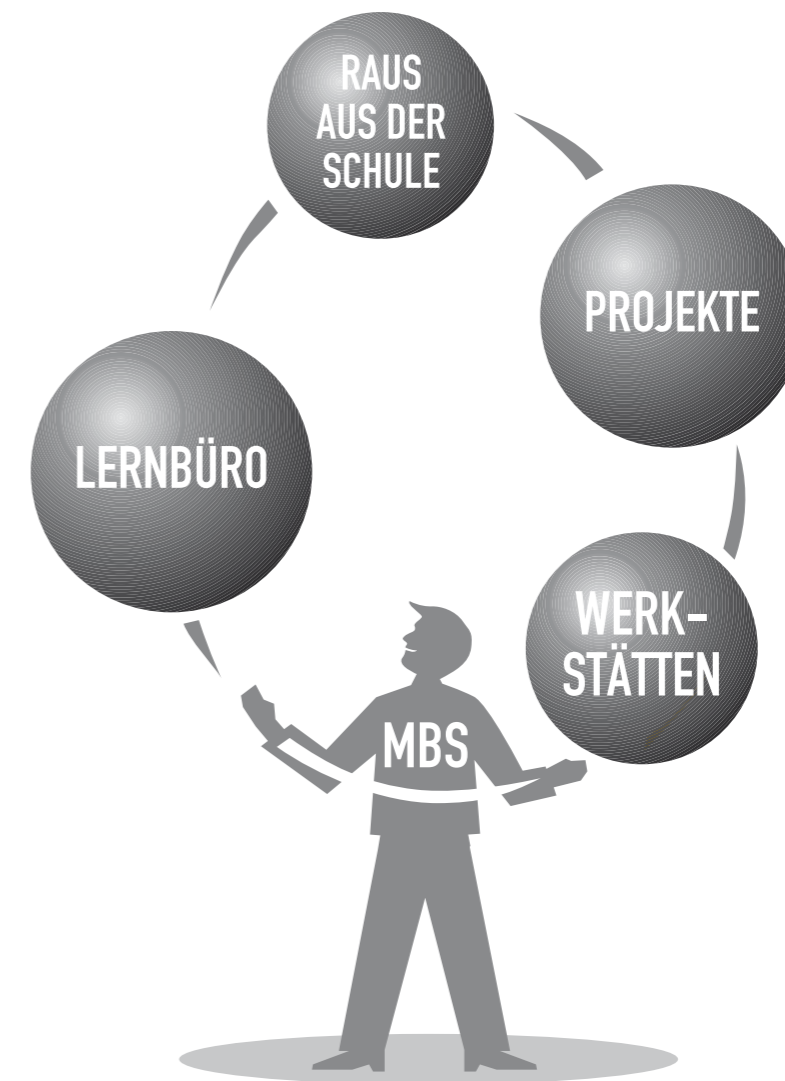 RAUS
AUS DER
SCHULE
PROJEKTE
LERNBÜRO
WERK-
STÄTTEN
MBS